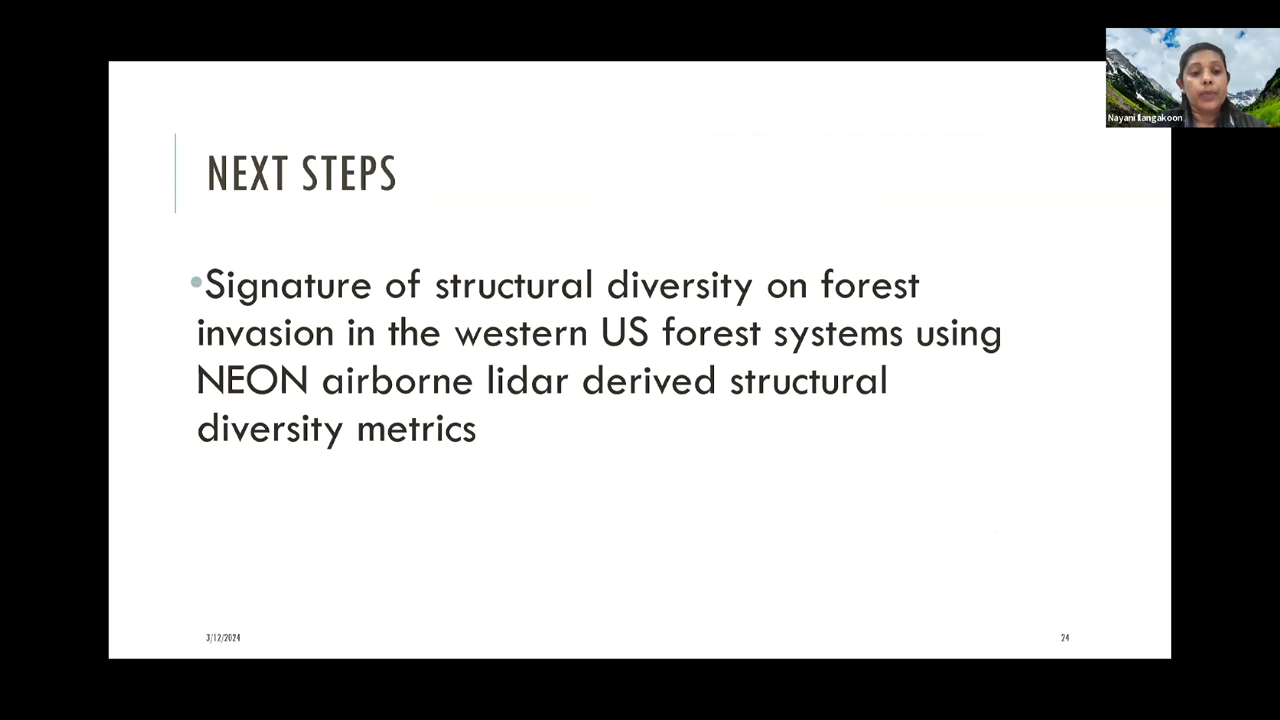 Nayani Ilangakoon
NEXT STEPS
•Signature of structural diversity on forest
invasion in the western US forest systems using
NEON airborne lidar derived structural
diversity metrics
3/12/2024
24